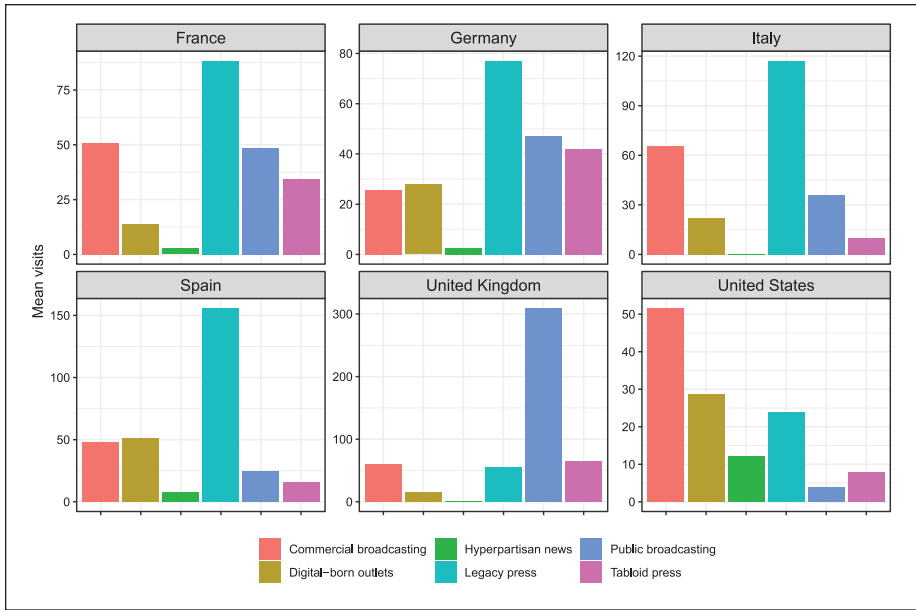 France
Germany
Italy
75
50
25
0
80
60
40
20
0
120
90
60
30
0
Mean visits
Spain
United Kingdom
United States
150
100
50
0
300
200
100
0
50
40
30
20
10
0
Commercial broadcasting
Hyperpartisan news
Public broadcasting
Digital−born outlets
Legacy press
Tabloid press